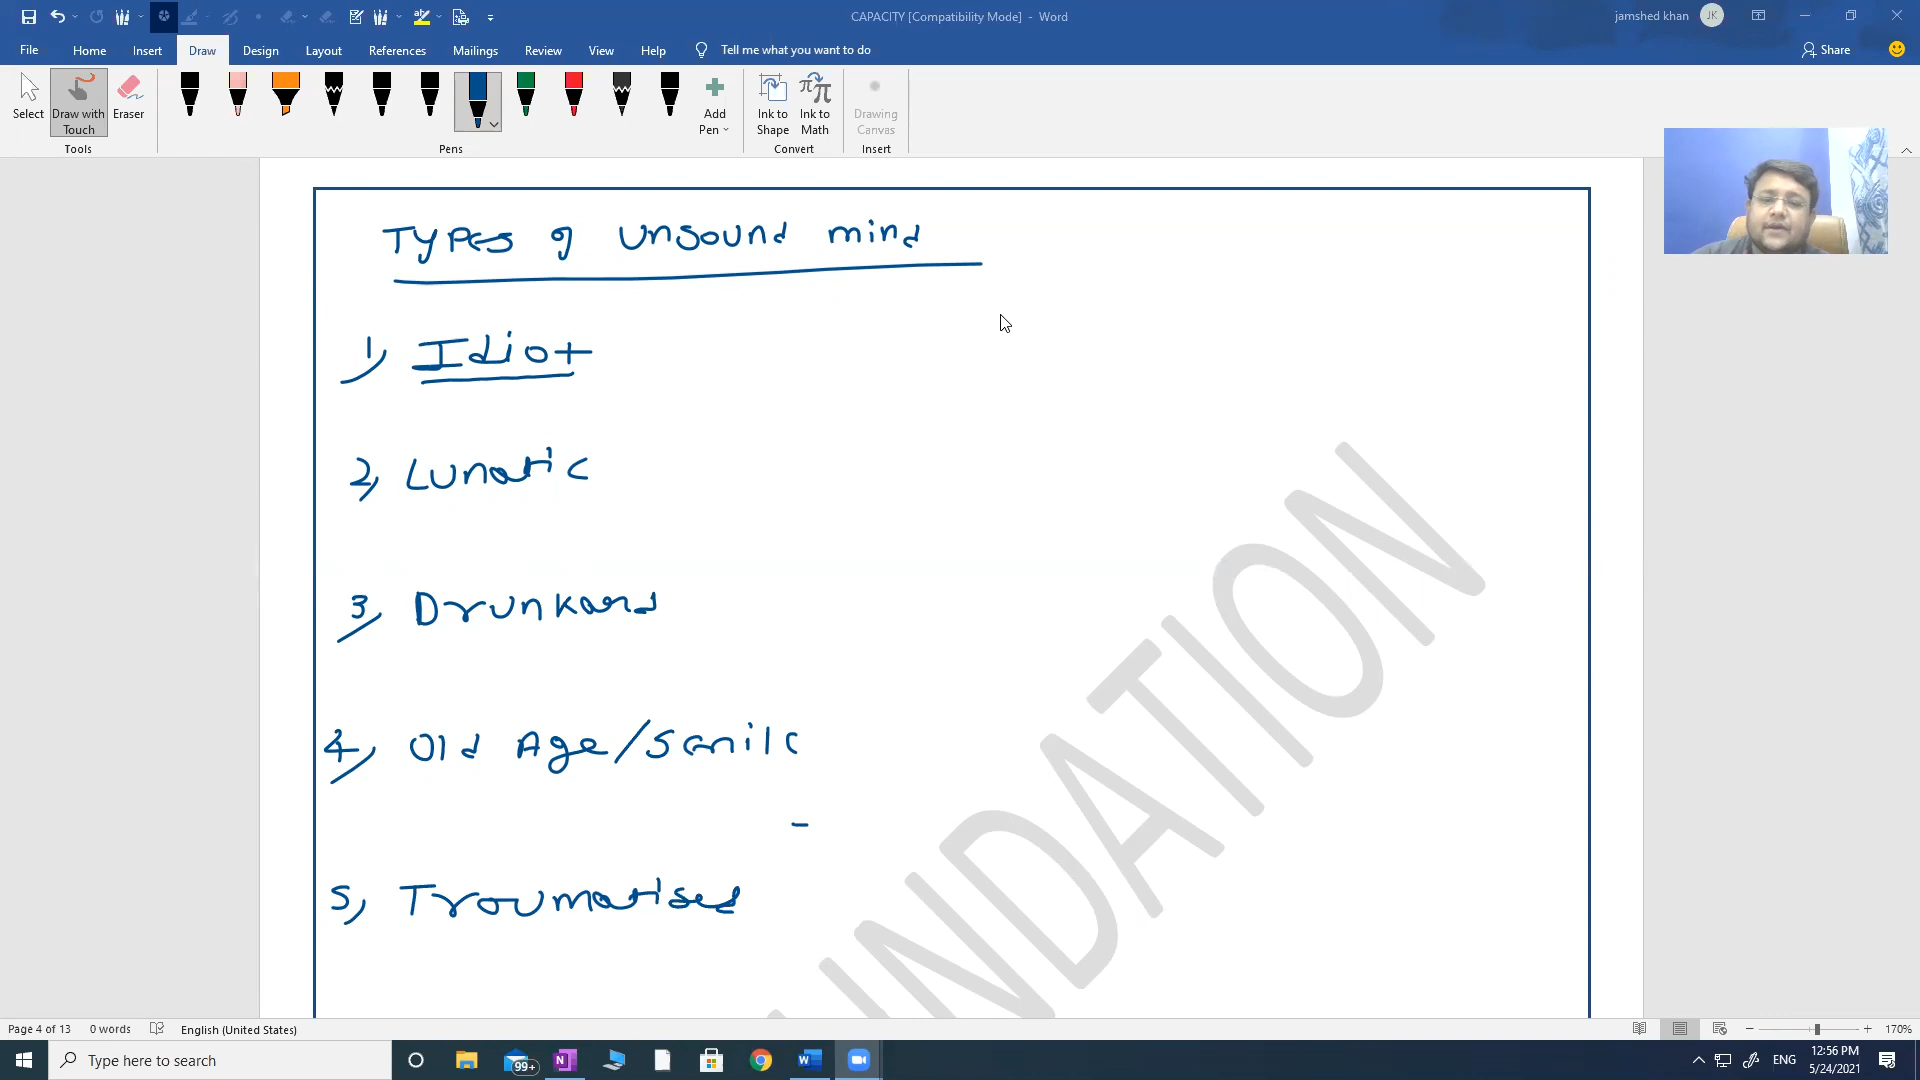 CAPACITY [Compatibility Mode] - Word
jamshed khan
JK
File Home Insert Draw Design Layout References Mailings Review View Help Tell me what you want to do
Share
Select
Draw with Touch
Eraser
Add Pen
Ink to Shape
Ink to Math
Drawing Canvas
Tools
Pens
Convert
Insert
Types of unsound mind
1, Idiot
2, Lunatic
3, Drunkard
4, Old Age/Senile
5, Traumatised
UNDATION
Page 4 of 13 0 words English (United States)
170%
Type here to search
99+
ENG
12:56 PM
5/24/2021